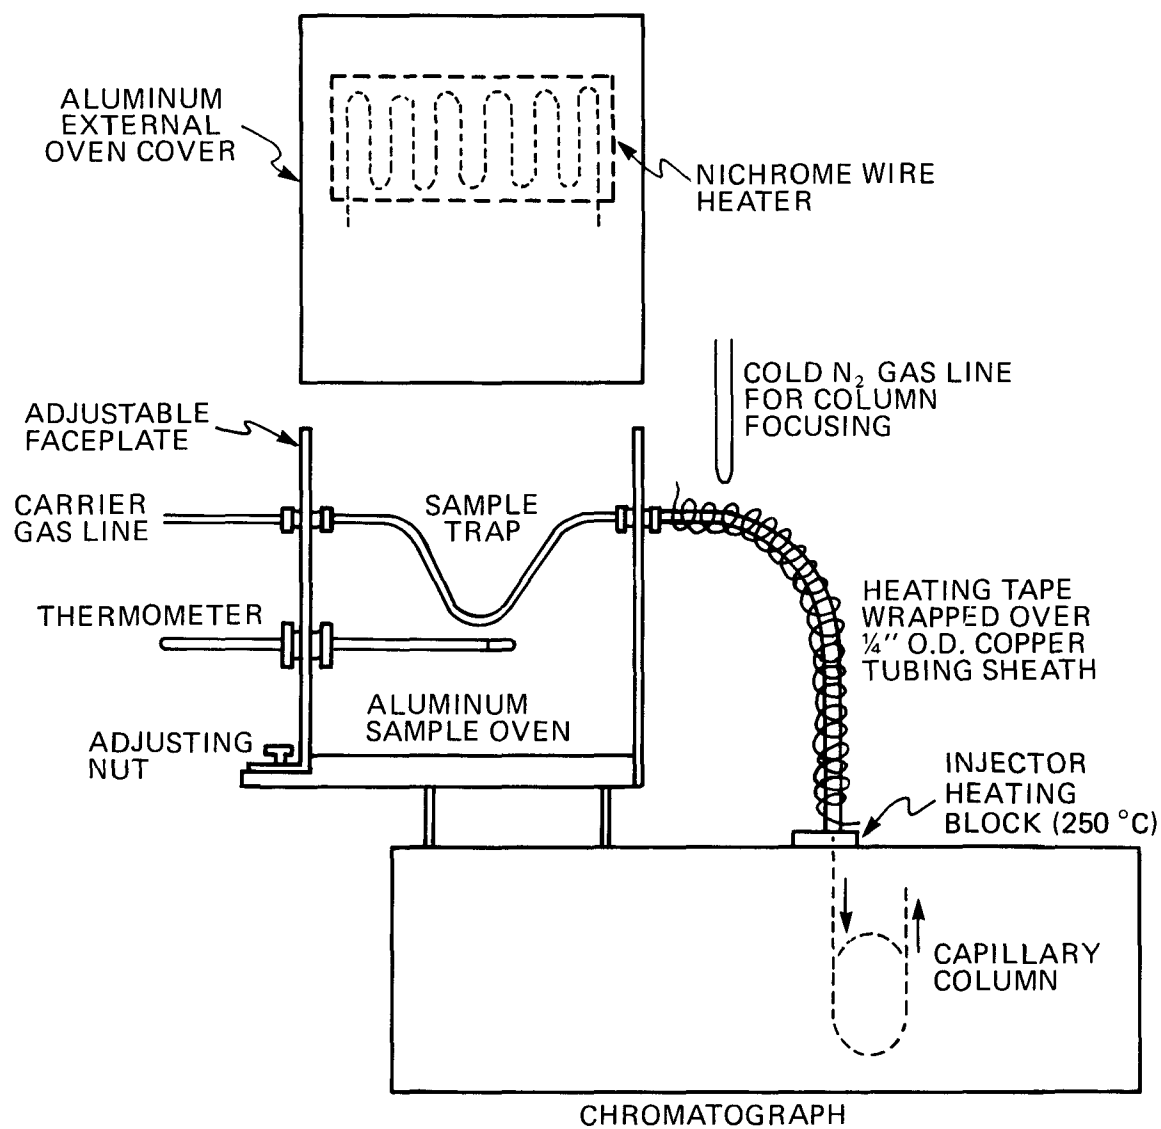 ALUMINUM
EXTERNAL
OVEN COVER
NICHROME WIRE
HEATER
COLD N₂ GAS LINE
FOR COLUMN
FOCUSING
ADJUSTABLE
FACEPLATE
CARRIER
GAS LINE
SAMPLE
TRAP
THERMOMETER
HEATING TAPE
WRAPPED OVER
¼" O.D. COPPER
TUBING SHEATH
ALUMINUM
SAMPLE OVEN
ADJUSTING
NUT
INJECTOR
HEATING
BLOCK (250 °C)
CAPILLARY
COLUMN
CHROMATOGRAPH